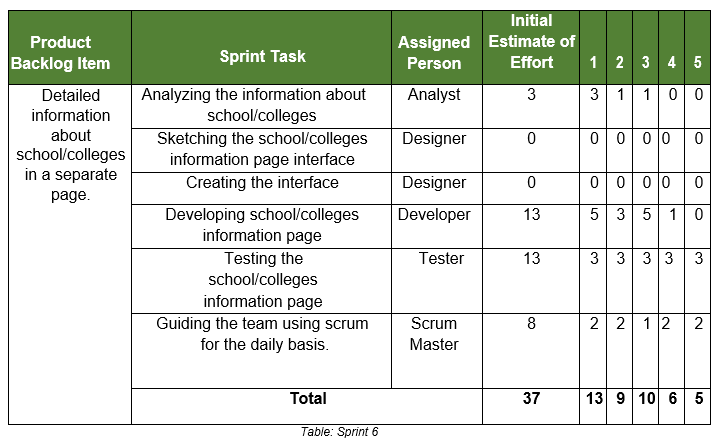 Product Backlog Item Sprint Task Assigned Person Initial Estimate of Effort 1 2 3 4 5
Detailed information about school/colleges in a separate page.
Analyzing the information about school/colleges Analyst 3 3 1 1 0 0
Sketching the school/colleges information page interface Designer 0 0 0 0 0 0
Creating the interface Designer 0 0 0 0 0 0
Developing school/colleges information page Developer 13 5 3 5 1 0
Testing the school/colleges information page Tester 13 3 3 3 3 3
Guiding the team using scrum for the daily basis. Scrum Master 8 2 2 1 2 2
Total 37 13 9 10 6 5
Table: Sprint 6